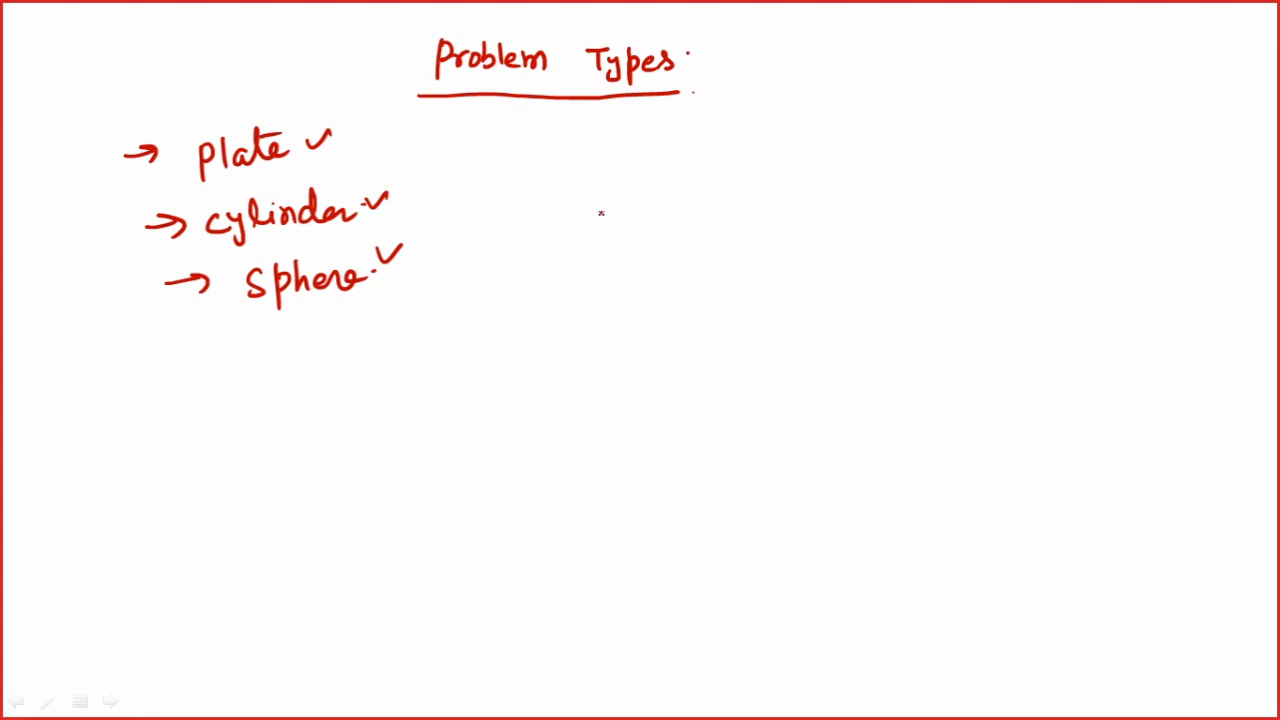 Problem Types:
→ Plate ✓
→ Cylinder ✓
→ Sphere. ✓